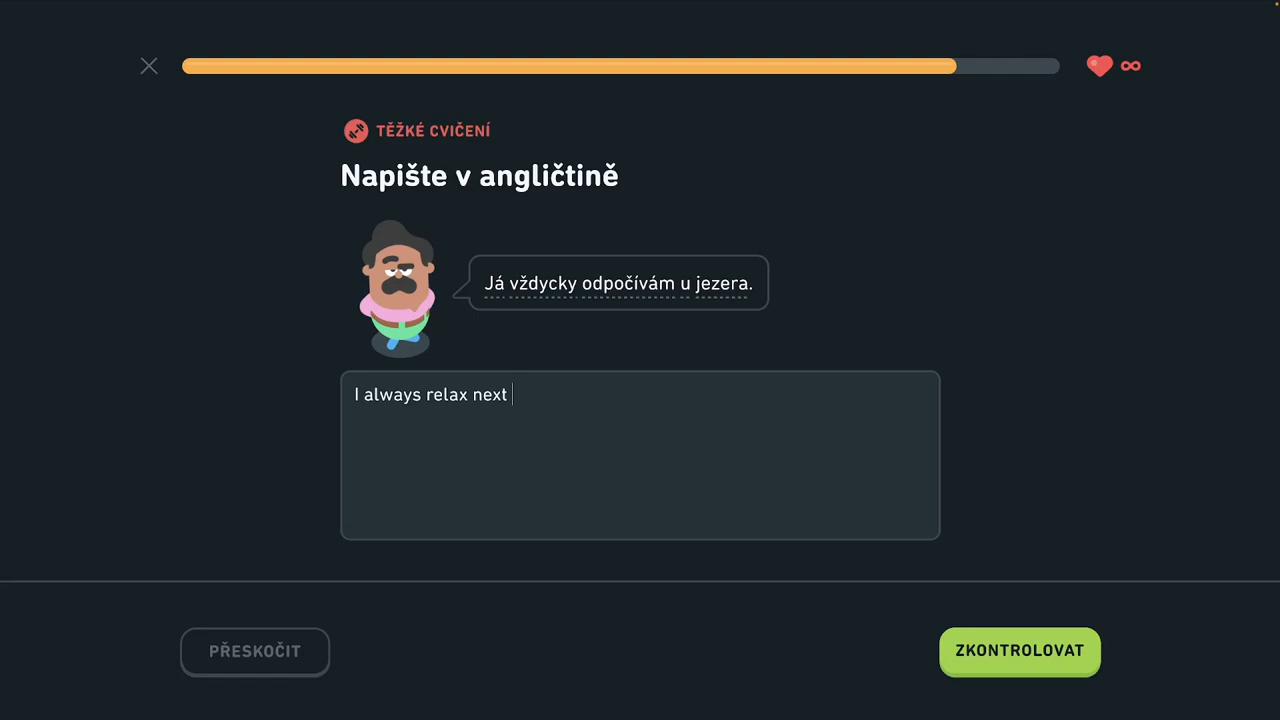 ∞
TĚŽKÉ CVIČENÍ
Napište v angličtině
Já vždycky odpočívám u jezera.
I always relax next
PŘESKOČIT
ZKONTROLOVAT